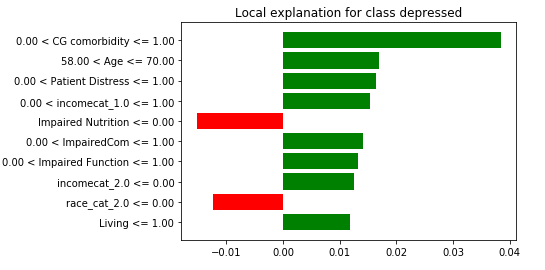 Local explanation for class depressed
0.00 < CG comorbidity <= 1.00
58.00 < Age <= 70.00
0.00 < Patient Distress <= 1.00
0.00 < incomecat_1.0 <= 1.00
Impaired Nutrition <= 0.00
0.00 < ImpairedCom <= 1.00
0.00 < Impaired Function <= 1.00
incomecat_2.0 <= 0.00
race_cat_2.0 <= 0.00
Living <= 1.00
−0.01 0.00 0.01 0.02 0.03 0.04